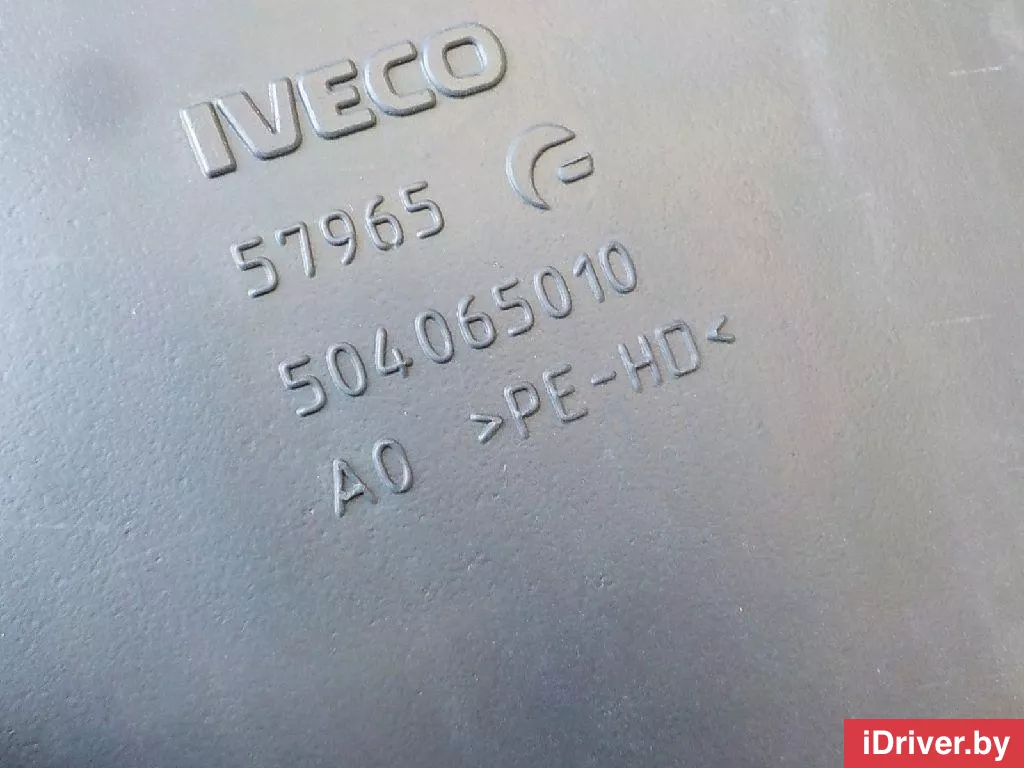 IVECO
57965
504065010
A0 >PE-HD<
iDriver.by